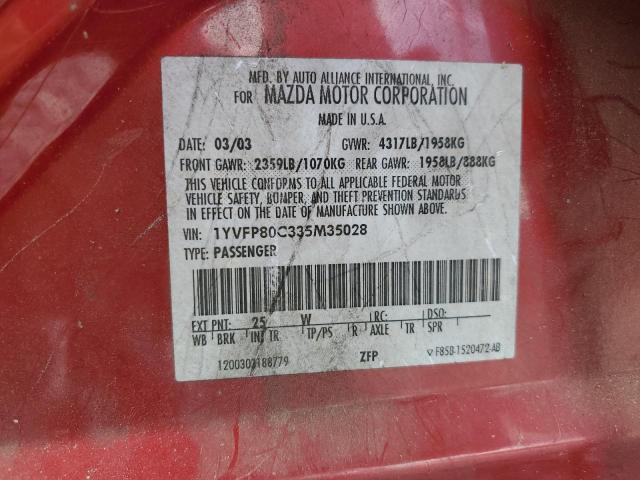 MFD. BY AUTO ALLIANCE INTERNATIONAL, INC.
FOR MAZDA MOTOR CORPORATION
MADE IN U.S.A.
DATE: 03/03 GVWR: 4317LB/1958KG
FRONT GAWR: 2359LB/1070KG REAR GAWR: 1958LB/888KG
THIS VEHICLE CONFORMS TO ALL APPLICABLE FEDERAL MOTOR
VEHICLE SAFETY, BUMPER, AND THEFT PREVENTION STANDARDS
IN EFFECT ON THE DATE OF MANUFACTURE SHOWN ABOVE.
VIN: 1YVFP80C335M35028
TYPE: PASSENGER
EXT PNT: 25 W RC: DSO:
WB BRK INT TR TP/PS R AXLE TR SPR
1200303188779 ZFP F85B-1520472-AB